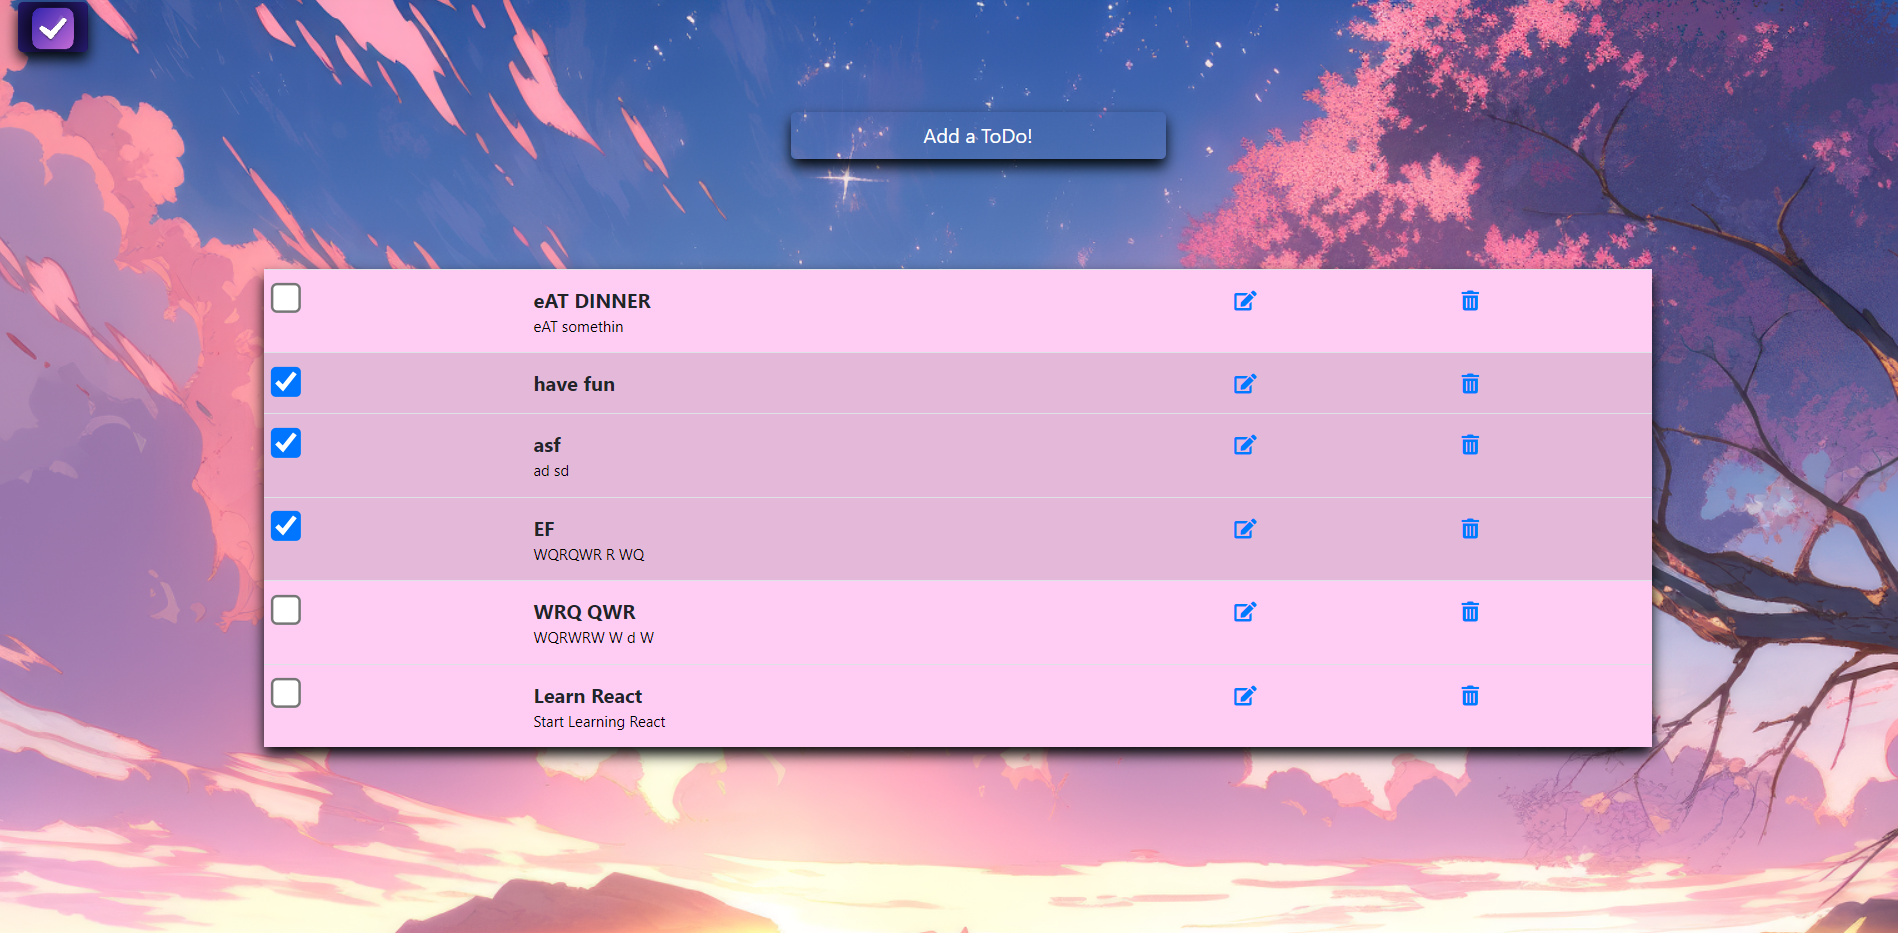 Add a ToDo!
eAT DINNER
eAT somethin
have fun
asf
ad sd
EF
WQRQWR R WQ
WRQ QWR
WQRWRW W d W
Learn React
Start Learning React